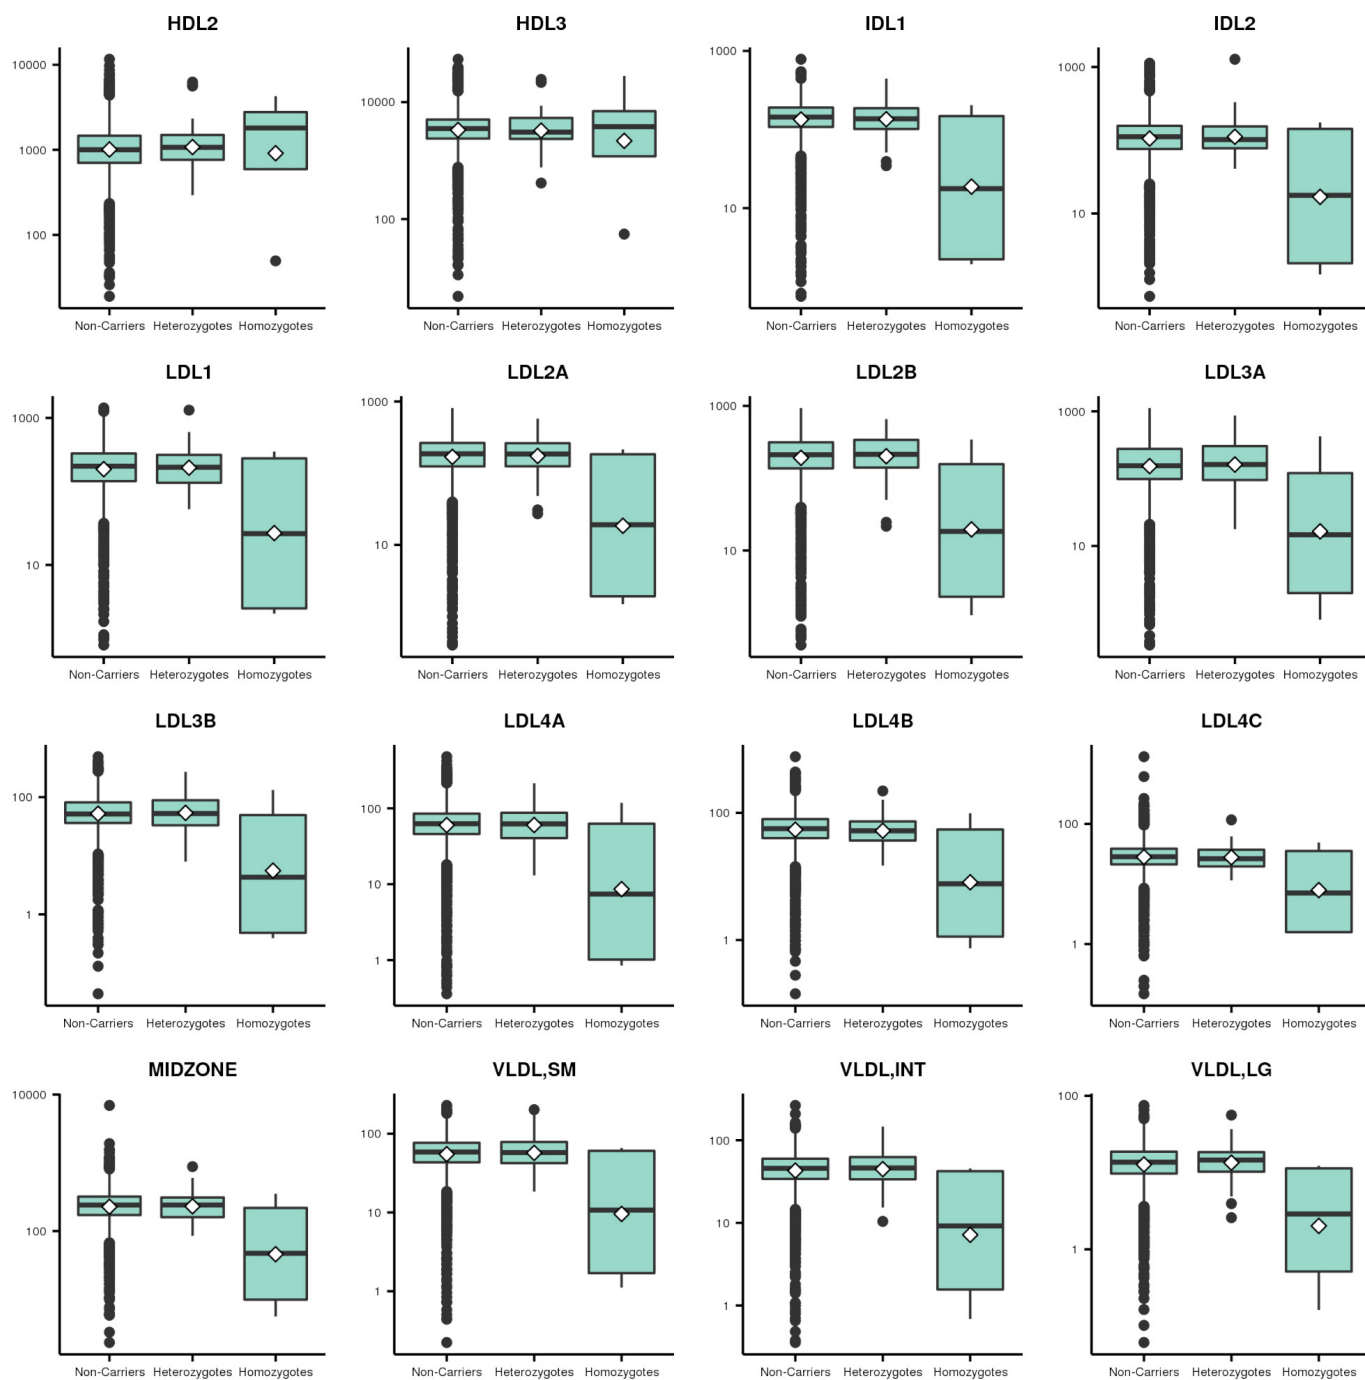 HDL2 HDL3 IDL1 IDL2
10000 10000 1000 1000
1000 100 10 10
100
Non-Carriers Heterozygotes Homozygotes Non-Carriers Heterozygotes Homozygotes Non-Carriers Heterozygotes Homozygotes Non-Carriers Heterozygotes Homozygotes
LDL1 LDL2A LDL2B LDL3A
1000 1000 1000 1000
10 10 10 10
Non-Carriers Heterozygotes Homozygotes Non-Carriers Heterozygotes Homozygotes Non-Carriers Heterozygotes Homozygotes Non-Carriers Heterozygotes Homozygotes
LDL3B LDL4A LDL4B LDL4C
100 100 100 100
10
1 1 1 1
Non-Carriers Heterozygotes Homozygotes Non-Carriers Heterozygotes Homozygotes Non-Carriers Heterozygotes Homozygotes Non-Carriers Heterozygotes Homozygotes
MIDZONE VLDL,SM VLDL,INT VLDL,LG
10000 100 100 100
100 10 10 1
1 1
Non-Carriers Heterozygotes Homozygotes Non-Carriers Heterozygotes Homozygotes Non-Carriers Heterozygotes Homozygotes Non-Carriers Heterozygotes Homozygotes